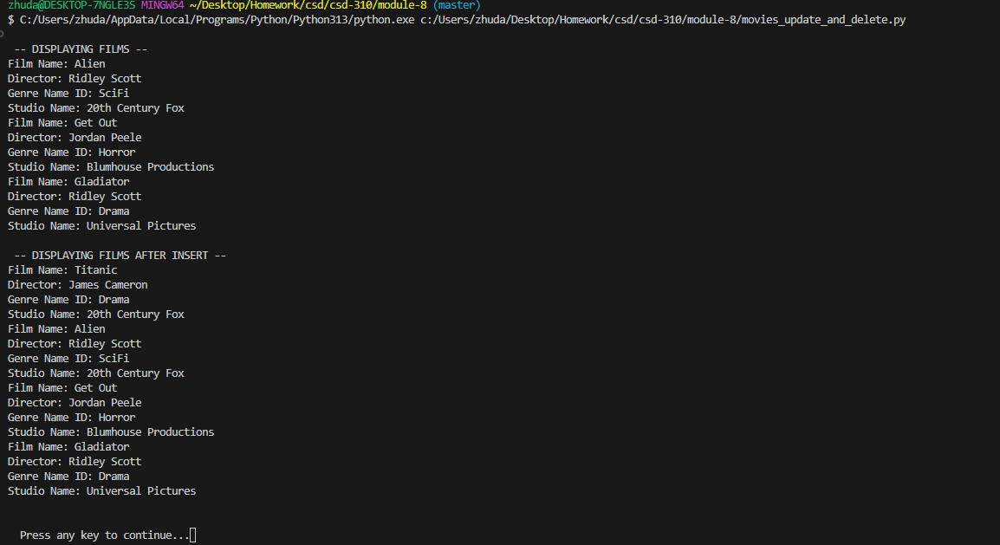 zhuda@DESKTOP-7NGLE3S MINGW64 ~/Desktop/Homework/csd/csd-310/module-8 (master)
$ C:/Users/zhuda/AppData/Local/Programs/Python/Python313/python.exe c:/Users/zhuda/Desktop/Homework/csd/csd-310/module-8/movies_update_and_delete.py
-- DISPLAYING FILMS --
Film Name: Alien
Director: Ridley Scott
Genre Name ID: SciFi
Studio Name: 20th Century Fox
Film Name: Get Out
Director: Jordan Peele
Genre Name ID: Horror
Studio Name: Blumhouse Productions
Film Name: Gladiator
Director: Ridley Scott
Genre Name ID: Drama
Studio Name: Universal Pictures
-- DISPLAYING FILMS AFTER INSERT --
Film Name: Titanic
Director: James Cameron
Genre Name ID: Drama
Studio Name: 20th Century Fox
Film Name: Alien
Director: Ridley Scott
Genre Name ID: SciFi
Studio Name: 20th Century Fox
Film Name: Get Out
Director: Jordan Peele
Genre Name ID: Horror
Studio Name: Blumhouse Productions
Film Name: Gladiator
Director: Ridley Scott
Genre Name ID: Drama
Studio Name: Universal Pictures
Press any key to continue...